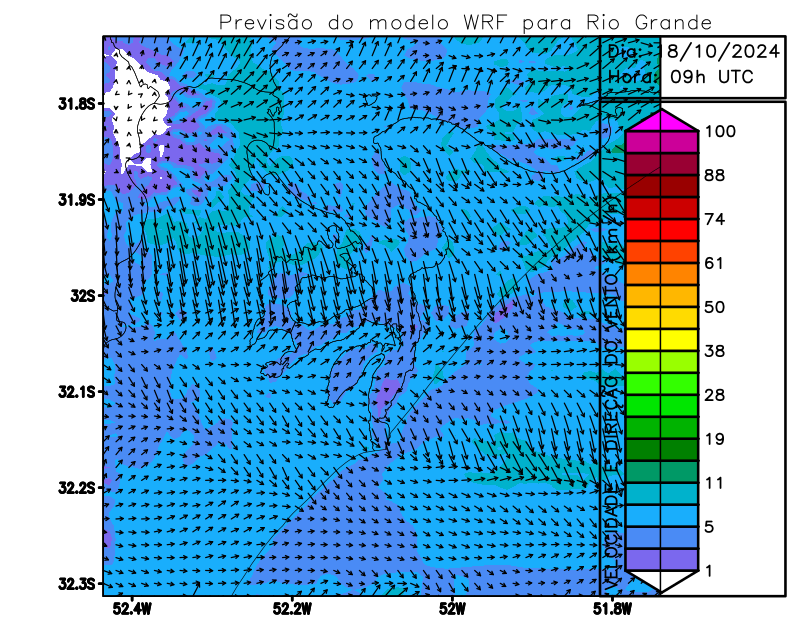 Previsão do modelo WRF para Rio Grande
Dia: 8/10/2024
Hora: 09h UTC
31.8S
31.9S
32S
32.1S
32.2S
32.3S
52.4W
52.2W
52W
51.8W
VELOCIDADE E DIREÇÃO DO VENTO (Km/h)
100
88
74
61
50
38
28
19
11
5
1